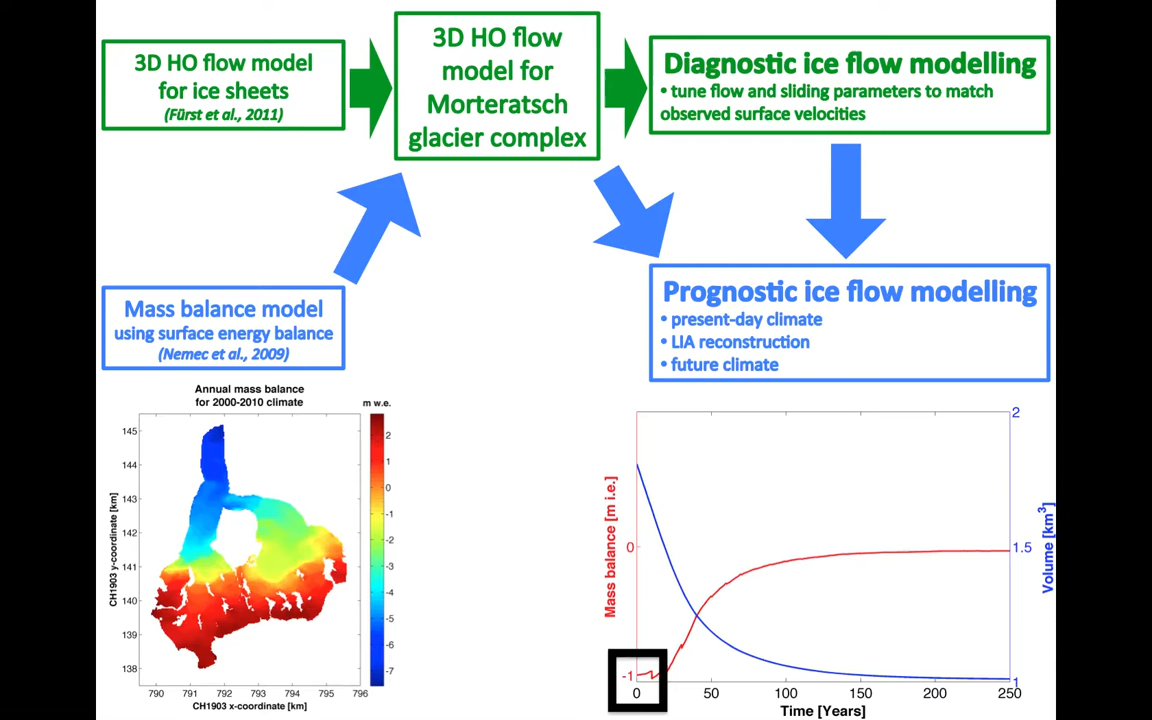 3D HO flow model
for ice sheets
(Fürst et al., 2011)
3D HO flow
model for
Morteratsch
glacier complex
Diagnostic ice flow modelling
• tune flow and sliding parameters to match
observed surface velocities
Mass balance model
using surface energy balance
(Nemec et al., 2009)
Prognostic ice flow modelling
• present-day climate
• LIA reconstruction
• future climate
Annual mass balance
for 2000-2010 climate
m w.e.
CH1903 y-coordinate [km]
145
144
143
142
141
140
139
138
790 791 792 793 794 795 796
CH1903 x-coordinate [km]
2
1
0
-1
-2
-3
-4
-5
-6
-7
Mass balance [m i.e.]
0
-1
2
1.5
1
Volume [km³]
0 50 100 150 200 250
Time [Years]